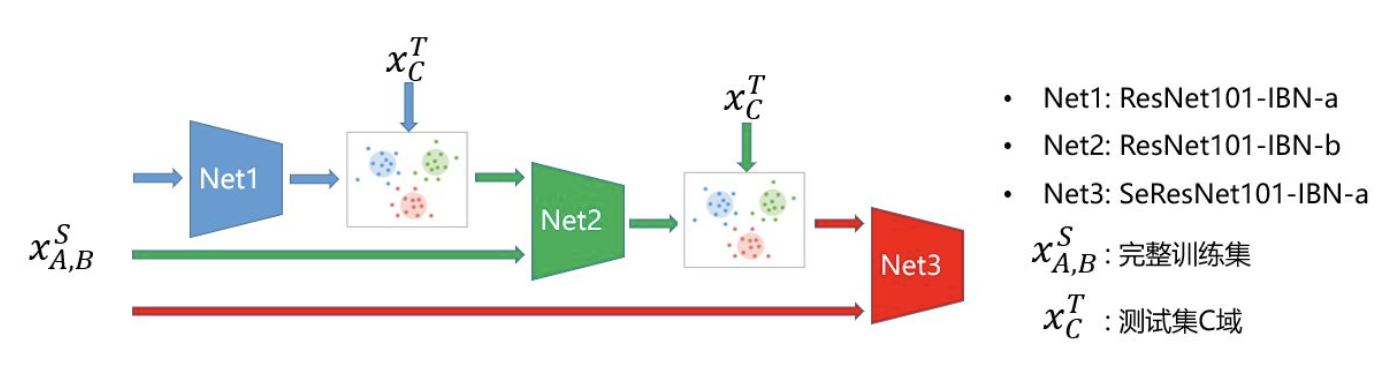 x_C^T
x_C^T
Net1
Net2
x_{A,B}^S
Net3
• Net1: ResNet101-IBN-a
• Net2: ResNet101-IBN-b
• Net3: SeResNet101-IBN-a
x_{A,B}^S : 完整训练集
x_C^T : 测试集C域